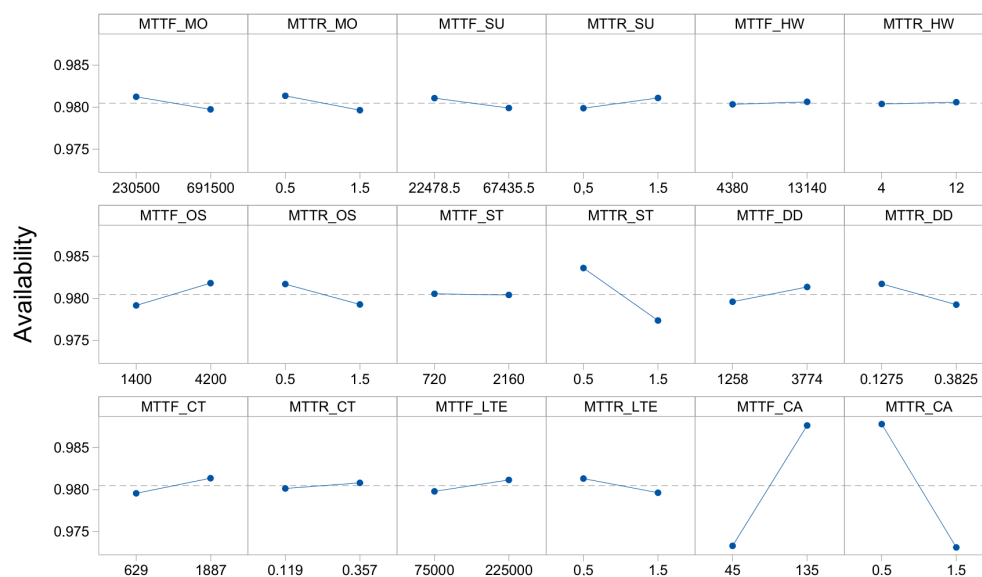 MTTF_MO MTTR_MO MTTF_SU MTTR_SU MTTF_HW MTTR_HW
0.985
0.980
0.975
230500 691500 0.5 1.5 22478.5 67435.5 0,5 1.5 4380 13140 4 12
MTTF_OS MTTR_OS MTTF_ST MTTR_ST MTTF_DD MTTR_DD
0.985
0.980
0.975
1400 4200 0.5 1.5 720 2160 0.5 1.5 1258 3774 0.1275 0.3825
Availability
MTTF_CT MTTR_CT MTTF_LTE MTTR_LTE MTTF_CA MTTR_CA
0.985
0.980
0.975
629 1887 0.119 0.357 75000 225000 0.5 1.5 45 135 0.5 1.5